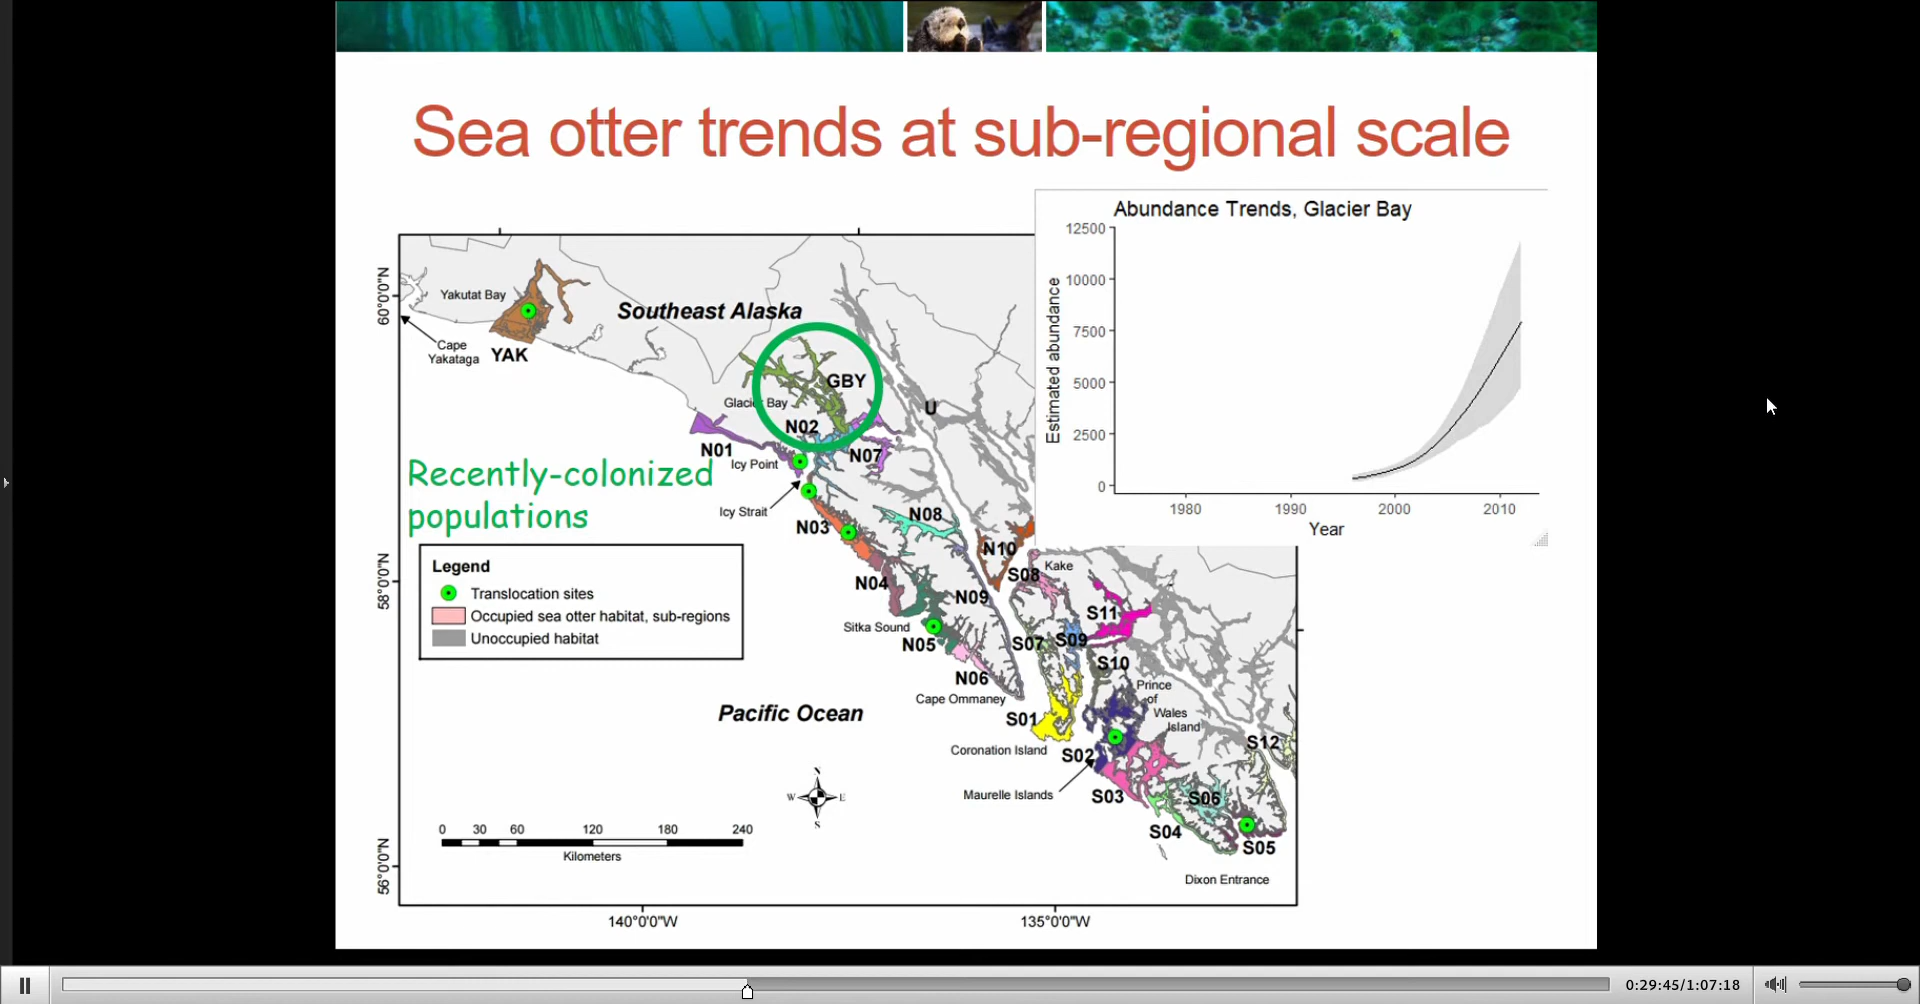 Sea otter trends at sub-regional scale
Abundance Trends, Glacier Bay
12500
10000
7500
5000
2500
0
Estimated abundance
1980
1990
2000
2010
Year
60°0'0"N
58°0'0"N
56°0'0"N
Yakutat Bay
Cape
Yakataga
YAK
Southeast Alaska
GBY
Glacier Bay
U
N02
N01
Icy Point
N07
Recently-colonized
populations
Icy Strait
N03
N08
N10
Legend
Translocation sites
Occupied sea otter habitat, sub-regions
Unoccupied habitat
N04
N09
S08
Kake
S11
Sitka Sound
N05
S07
S09
N06
S10
Cape Ommaney
Prince
of
Wales
Island
Pacific Ocean
S01
Coronation Island
S02
S12
Maurelle Islands
S03
S06
S04
S05
Dixon Entrance
N
W
E
S
0
30
60
120
180
240
Kilometers
140°0'0"W
135°0'0"W
0:29:45/1:07:18